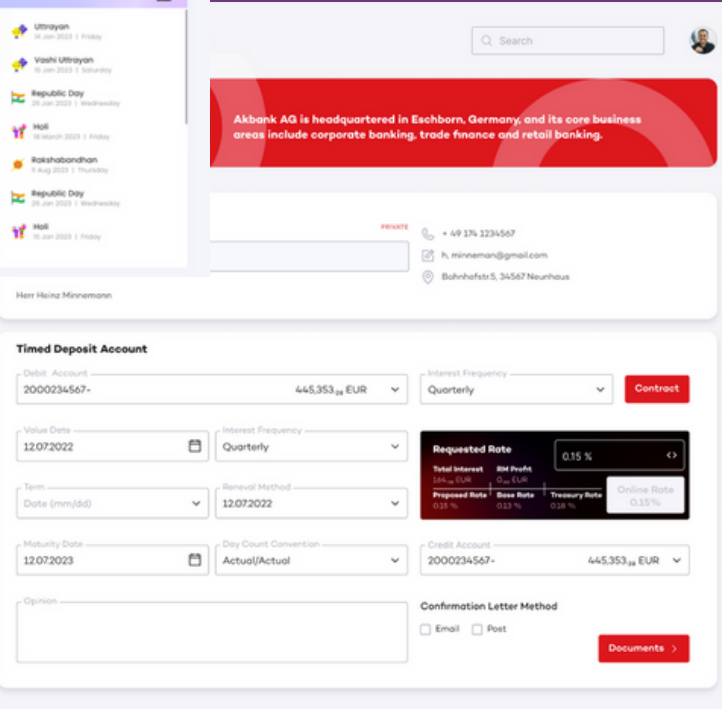 Uttrayan
14 Jan 2023 | Friday
Vashi Uttrayan
15 Jan 2023 | Saturday
Republic Day
26 Jan 2023 | Wednesday
Holi
18 March 2023 | Friday
Rakshabandhan
11 Aug 2023 | Thursday
Republic Day
26 Jan 2023 | Wednesday
Holi
15 Jan 2023 | Friday
Search
Akbank AG is headquartered in Eschborn, Germany, and its core business
areas include corporate banking, trade finance and retail banking.
PRIVATE
+ 49 174 1234567
h, minneman@gmail.com
Bahnhofstr.5, 34567 Neunhaus
Herr Heinz Minnemann
Timed Deposit Account
Debit Account
2000234567- 445,353.28 EUR
Interest Frequency
Quarterly
Contract
Value Date
12.07.2022
Interest Frequency
Quarterly
Requested Rate
0.15 %
Total Interest RM Profit
Proposed Rate Base Rate Treasury Rate
0.15 % 0.13 % 0.18 %
Online Rate
0.15 %
Term
Date (mm/dd)
Reneval Method
12.07.2022
Maturity Date
12.07.2023
Day Count Convention
Actual/Actual
Credit Account
2000234567- 445,353.28 EUR
Opinion
Confirmation Letter Method
Email Post
Documents >